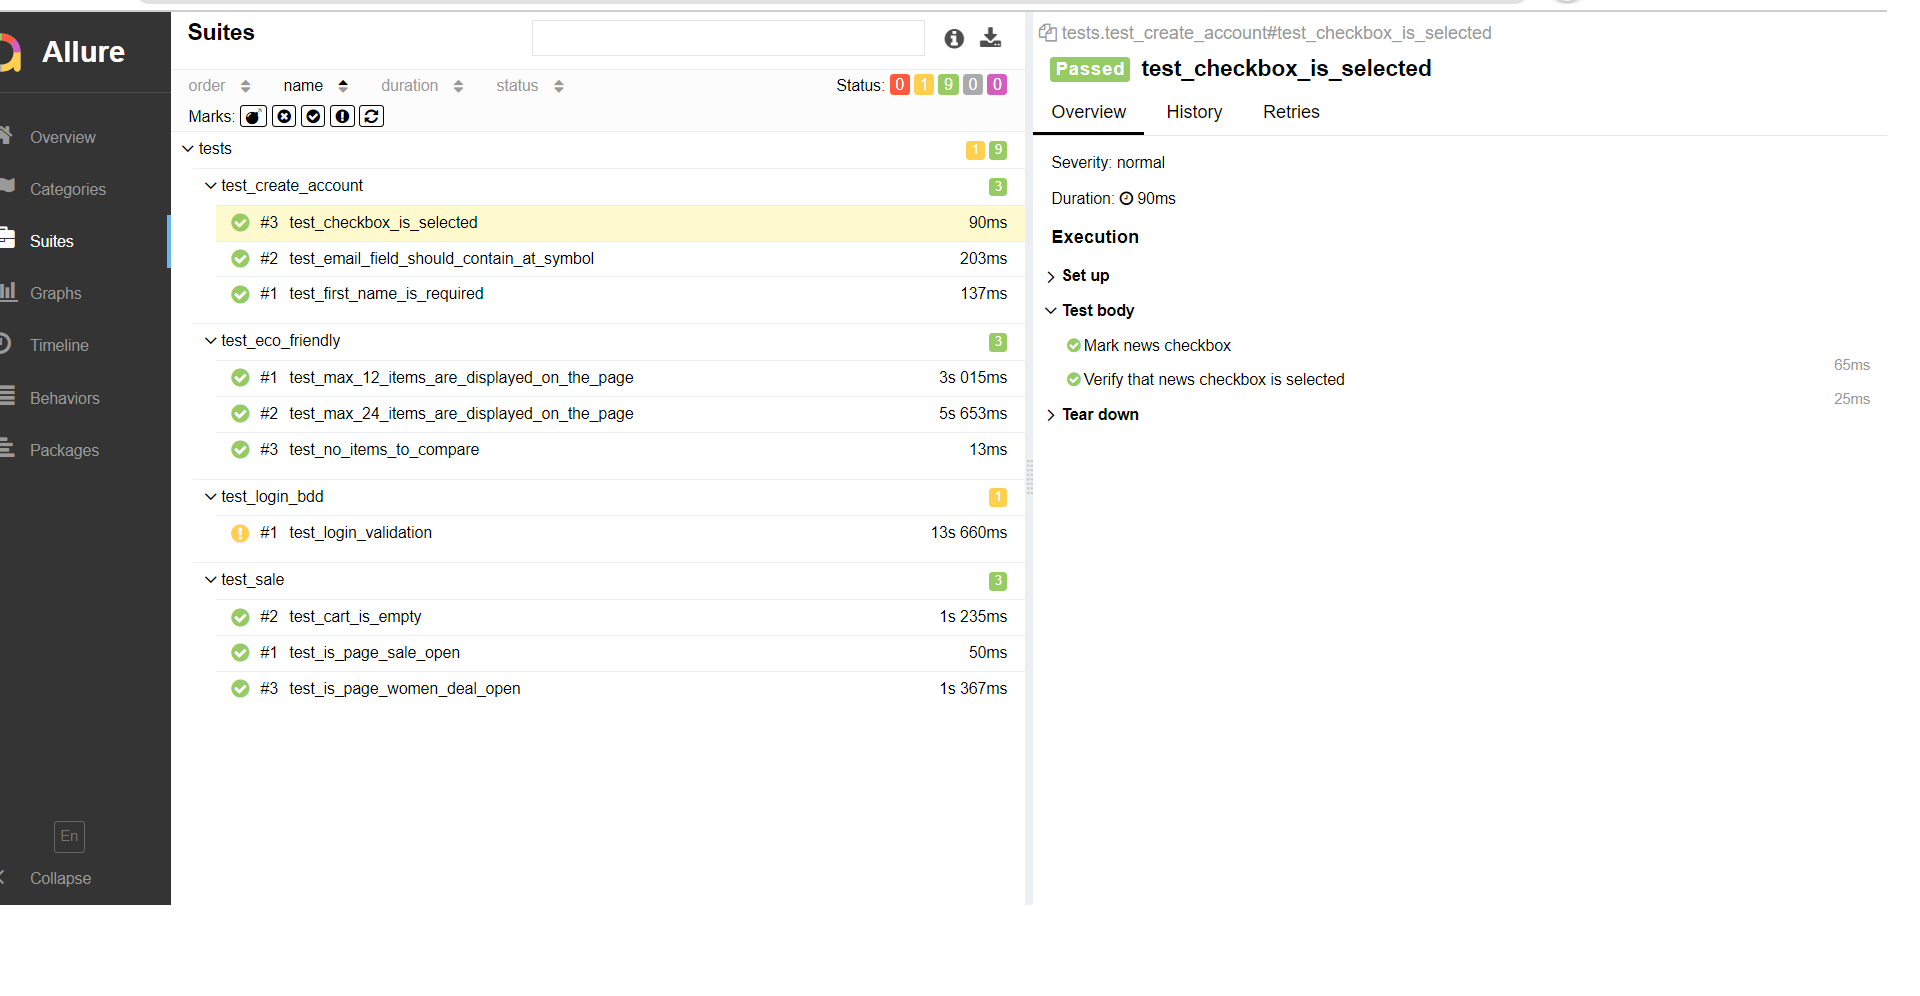 Allure
Overview
Categories
Suites
Graphs
Timeline
Behaviors
Packages
En
Collapse
Suites
order name duration status Status: 0 1 9 0 0
Marks:
tests 1 9
test_create_account 3
#3 test_checkbox_is_selected 90ms
#2 test_email_field_should_contain_at_symbol 203ms
#1 test_first_name_is_required 137ms
test_eco_friendly 3
#1 test_max_12_items_are_displayed_on_the_page 3s 015ms
#2 test_max_24_items_are_displayed_on_the_page 5s 653ms
#3 test_no_items_to_compare 13ms
test_login_bdd 1
#1 test_login_validation 13s 660ms
test_sale 3
#2 test_cart_is_empty 1s 235ms
#1 test_is_page_sale_open 50ms
#3 test_is_page_women_deal_open 1s 367ms
tests.test_create_account#test_checkbox_is_selected
Passed test_checkbox_is_selected
Overview History Retries
Severity: normal
Duration: 90ms
Execution
Set up
Test body
Mark news checkbox
65ms
Verify that news checkbox is selected
25ms
Tear down